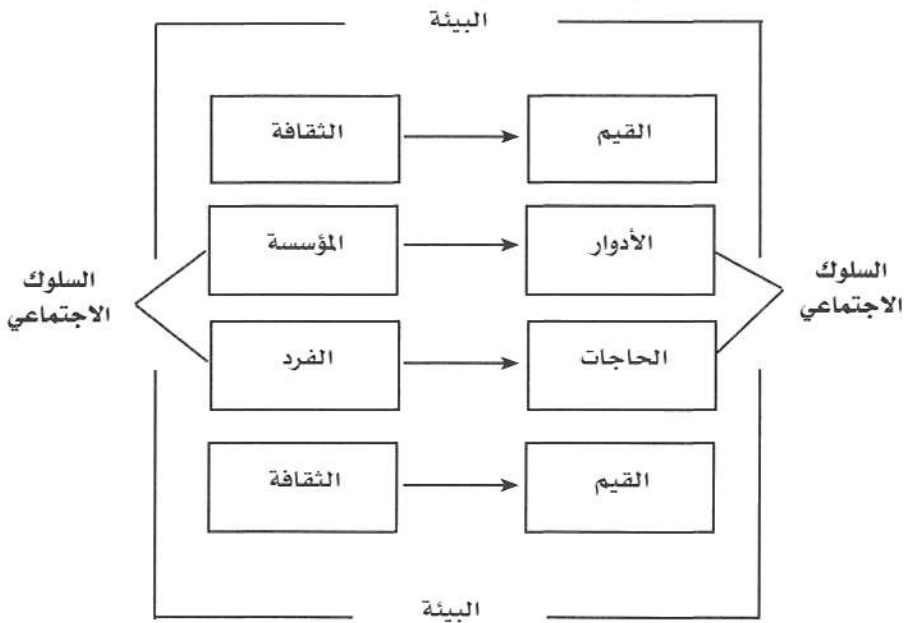 البيئة
القيم
الثقافة
الأدوار
المؤسسة
السلوك
الاجتماعي
السلوك
الاجتماعي
الحاجات
الفرد
القيم
الثقافة
البيئة